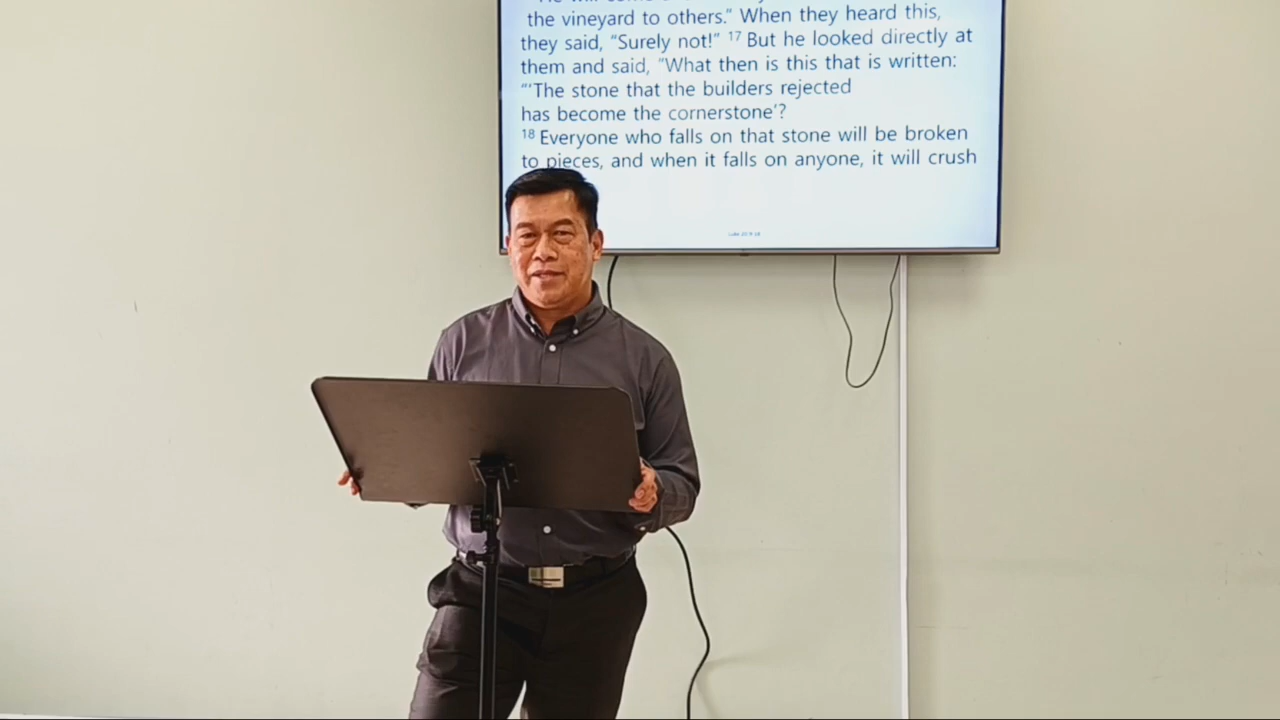 the vineyard to others.” When they heard this,
they said, “Surely not!” 17 But he looked directly at
them and said, “What then is this that is written:
“‘The stone that the builders rejected
has become the cornerstone’?
18 Everyone who falls on that stone will be broken
to pieces, and when it falls on anyone, it will crush